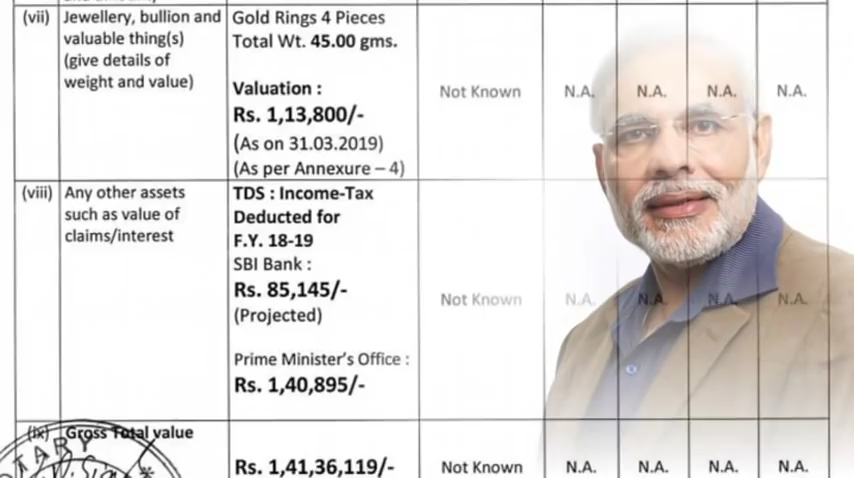 (vii) Jewellery, bullion and valuable thing(s) (give details of weight and value)
Gold Rings 4 Pieces
Total Wt. 45.00 gms.
Valuation :
Rs. 1,13,800/-
(As on 31.03.2019)
(As per Annexure – 4)
Not Known
N.A.
N.A.
N.A.
N.A.
(viii) Any other assets such as value of claims/interest
TDS : Income-Tax
Deducted for
F.Y. 18-19
SBI Bank :
Rs. 85,145/-
(Projected)
Prime Minister's Office :
Rs. 1,40,895/-
Not Known
N.A.
N.A.
N.A.
N.A.
(ix) Gross Total value
Rs. 1,41,36,119/-
Not Known
N.A.
N.A.
N.A.
N.A.
TARY